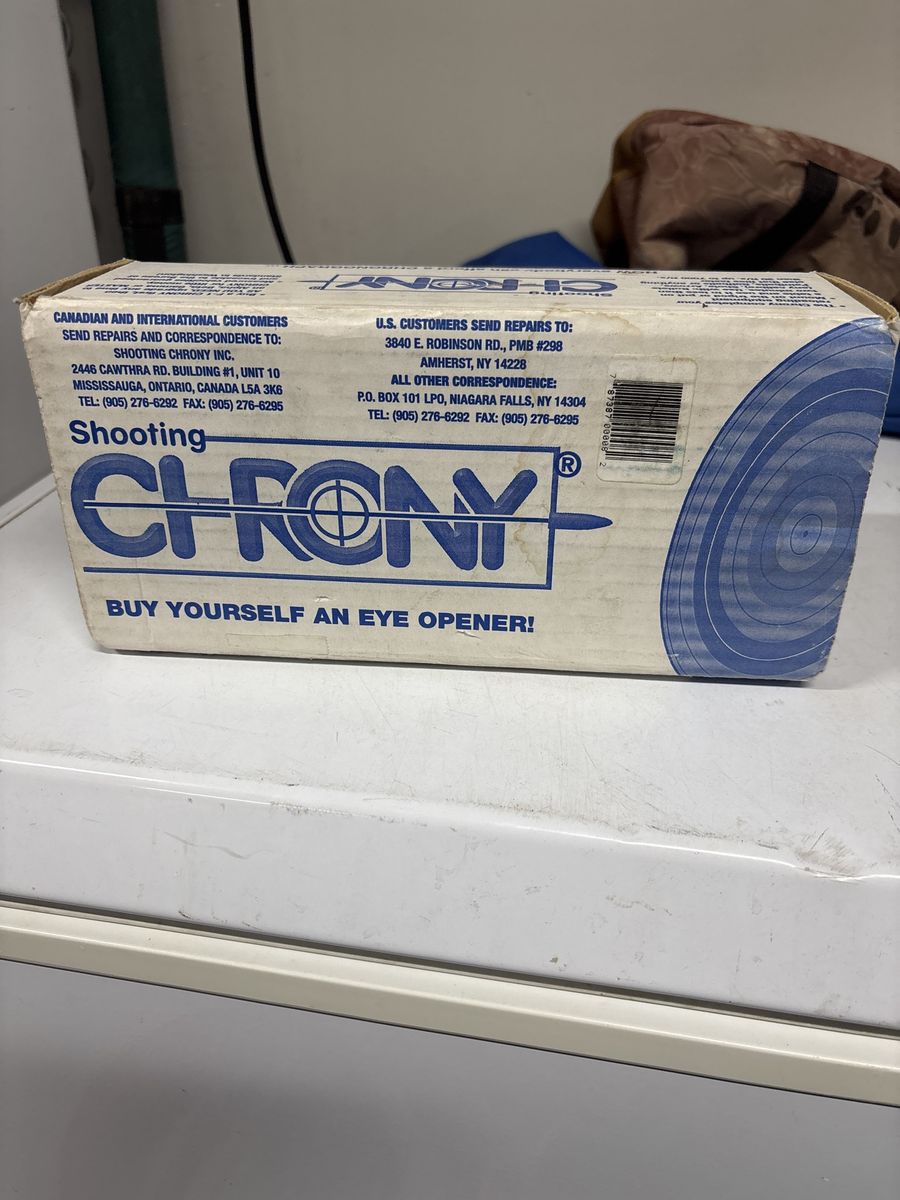 Shooting
CHRONY
®
CANADIAN AND INTERNATIONAL CUSTOMERS
SEND REPAIRS AND CORRESPONDENCE TO:
SHOOTING CHRONY INC.
2446 CAWTHRA RD. BUILDING #1, UNIT 10
MISSISSAUGA, ONTARIO, CANADA L5A 3K6
TEL: (905) 276-6292 FAX: (905) 276-6295
U.S. CUSTOMERS SEND REPAIRS TO:
3840 E. ROBINSON RD., PMB #298
AMHERST, NY 14228
ALL OTHER CORRESPONDENCE:
P.O. BOX 101 LPO, NIAGARA FALLS, NY 14304
TEL: (905) 276-6292 FAX: (905) 276-6295
Shooting
CHRONY
®
BUY YOURSELF AN EYE OPENER!